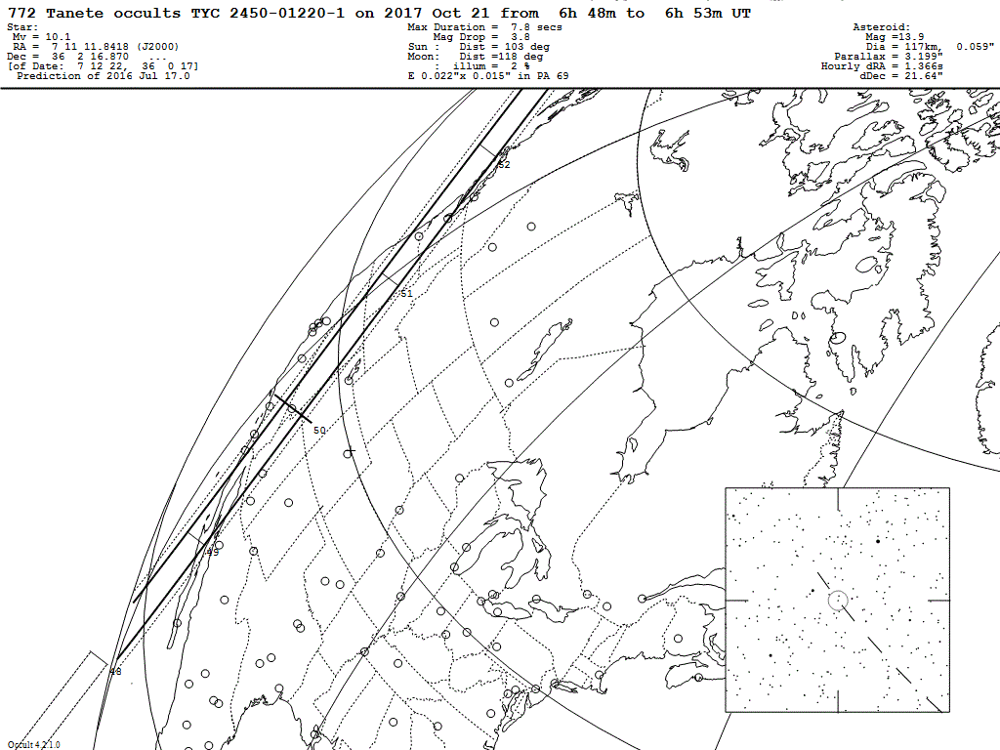 772 Tanete occults TYC 2450-01220-1 on 2017 Oct 21 from 6h 48m to 6h 53m UT
Star:
Mv = 10.1
RA = 7 11 11.8418 (J2000)
Dec = 36 2 16.870 ...
[of Date: 7 12 22, 36 0 17]
Prediction of 2016 Jul 17.0
Max Duration = 7.8 secs
Mag Drop = 3.8
Sun : Dist = 103 deg
Moon: Dist =118 deg
: illum = 2 %
E 0.022"x 0.015" in PA 69
Asteroid:
Mag =13.9
Dia = 117km, 0.059"
Parallax = 3.199"
Hourly dRA = 1.366s
dDec = 21.64"
52
51
50
49
48
Occult 4.2.1.0